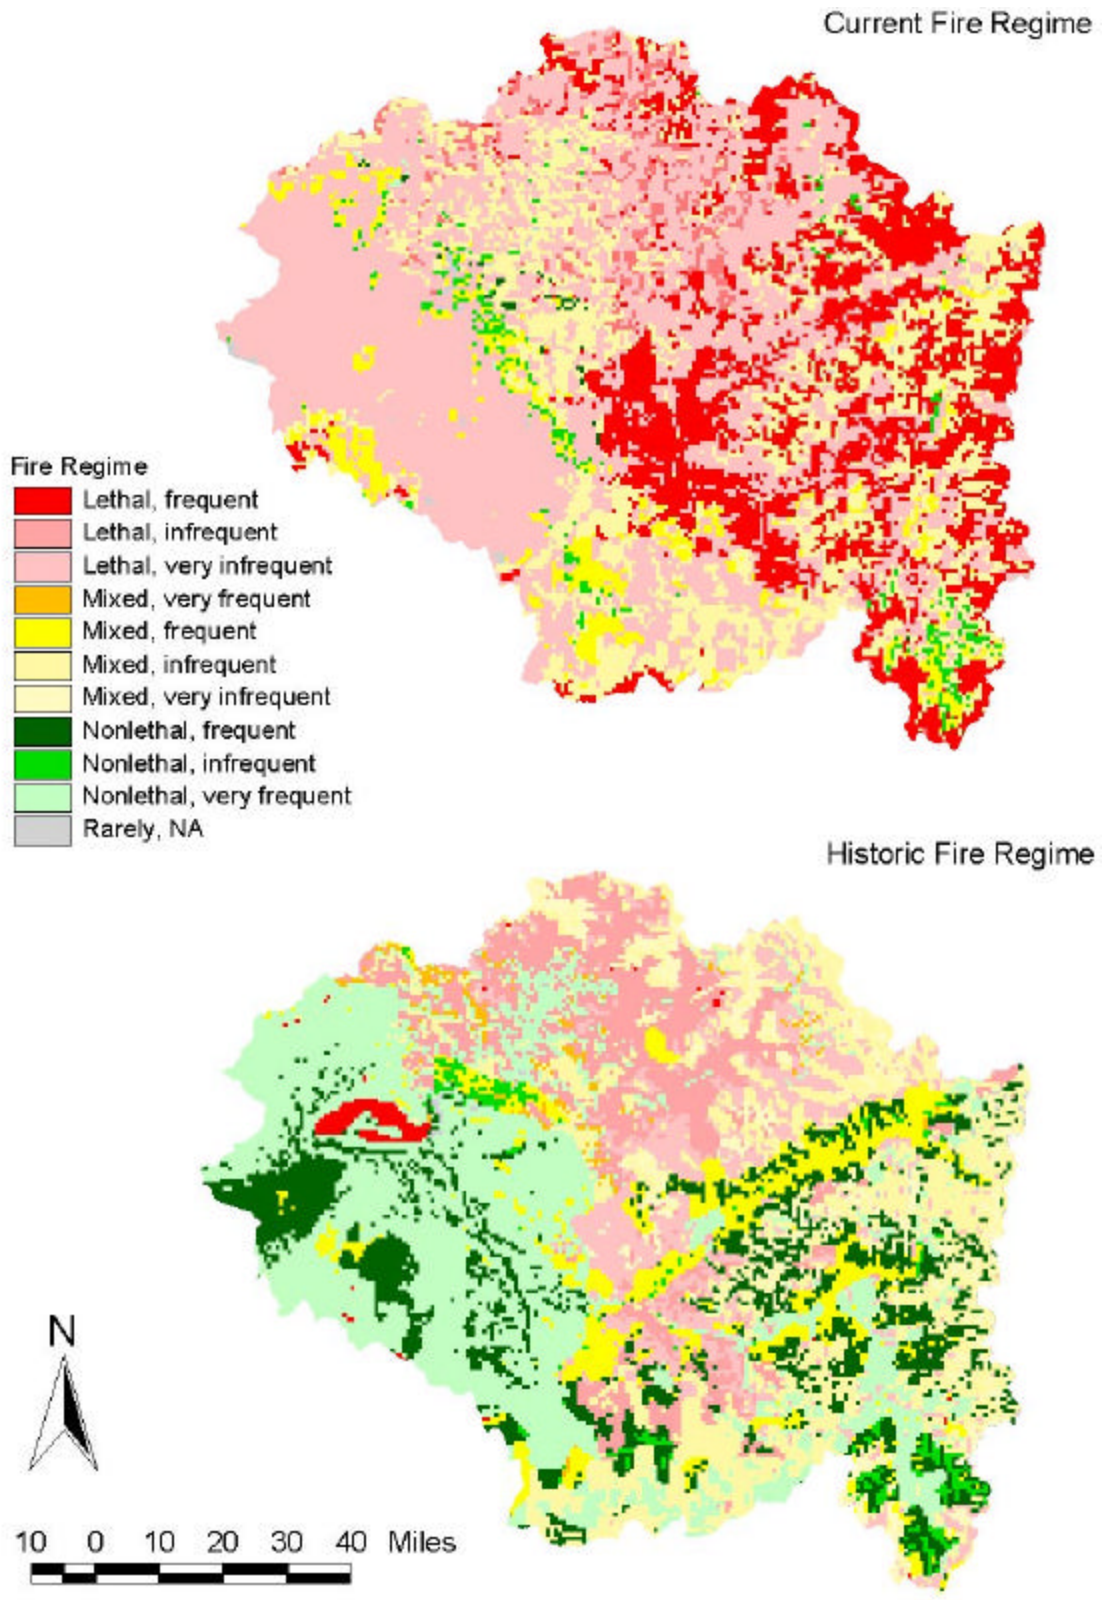 Current Fire Regime
Fire Regime
Lethal, frequent
Lethal, infrequent
Lethal, very infrequent
Mixed, very frequent
Mixed, frequent
Mixed, infrequent
Mixed, very infrequent
Nonlethal, frequent
Nonlethal, infrequent
Nonlethal, very frequent
Rarely, NA
Historic Fire Regime
N
10 0 10 20 30 40 Miles